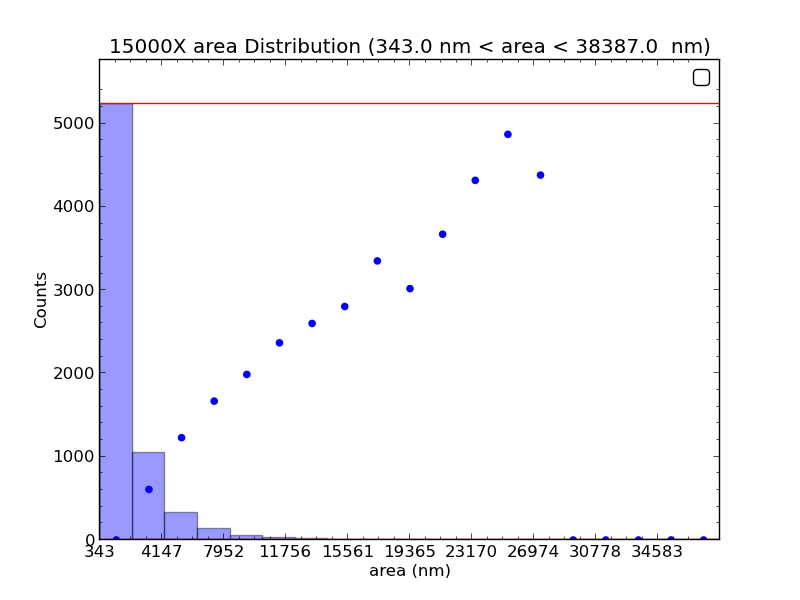 15000X area Distribution (343.0 nm < area < 38387.0  nm)
5000
4000
3000
2000
1000
0
Counts
343 4147 7952 11756 15561 19365 23170 26974 30778 34583
area (nm)